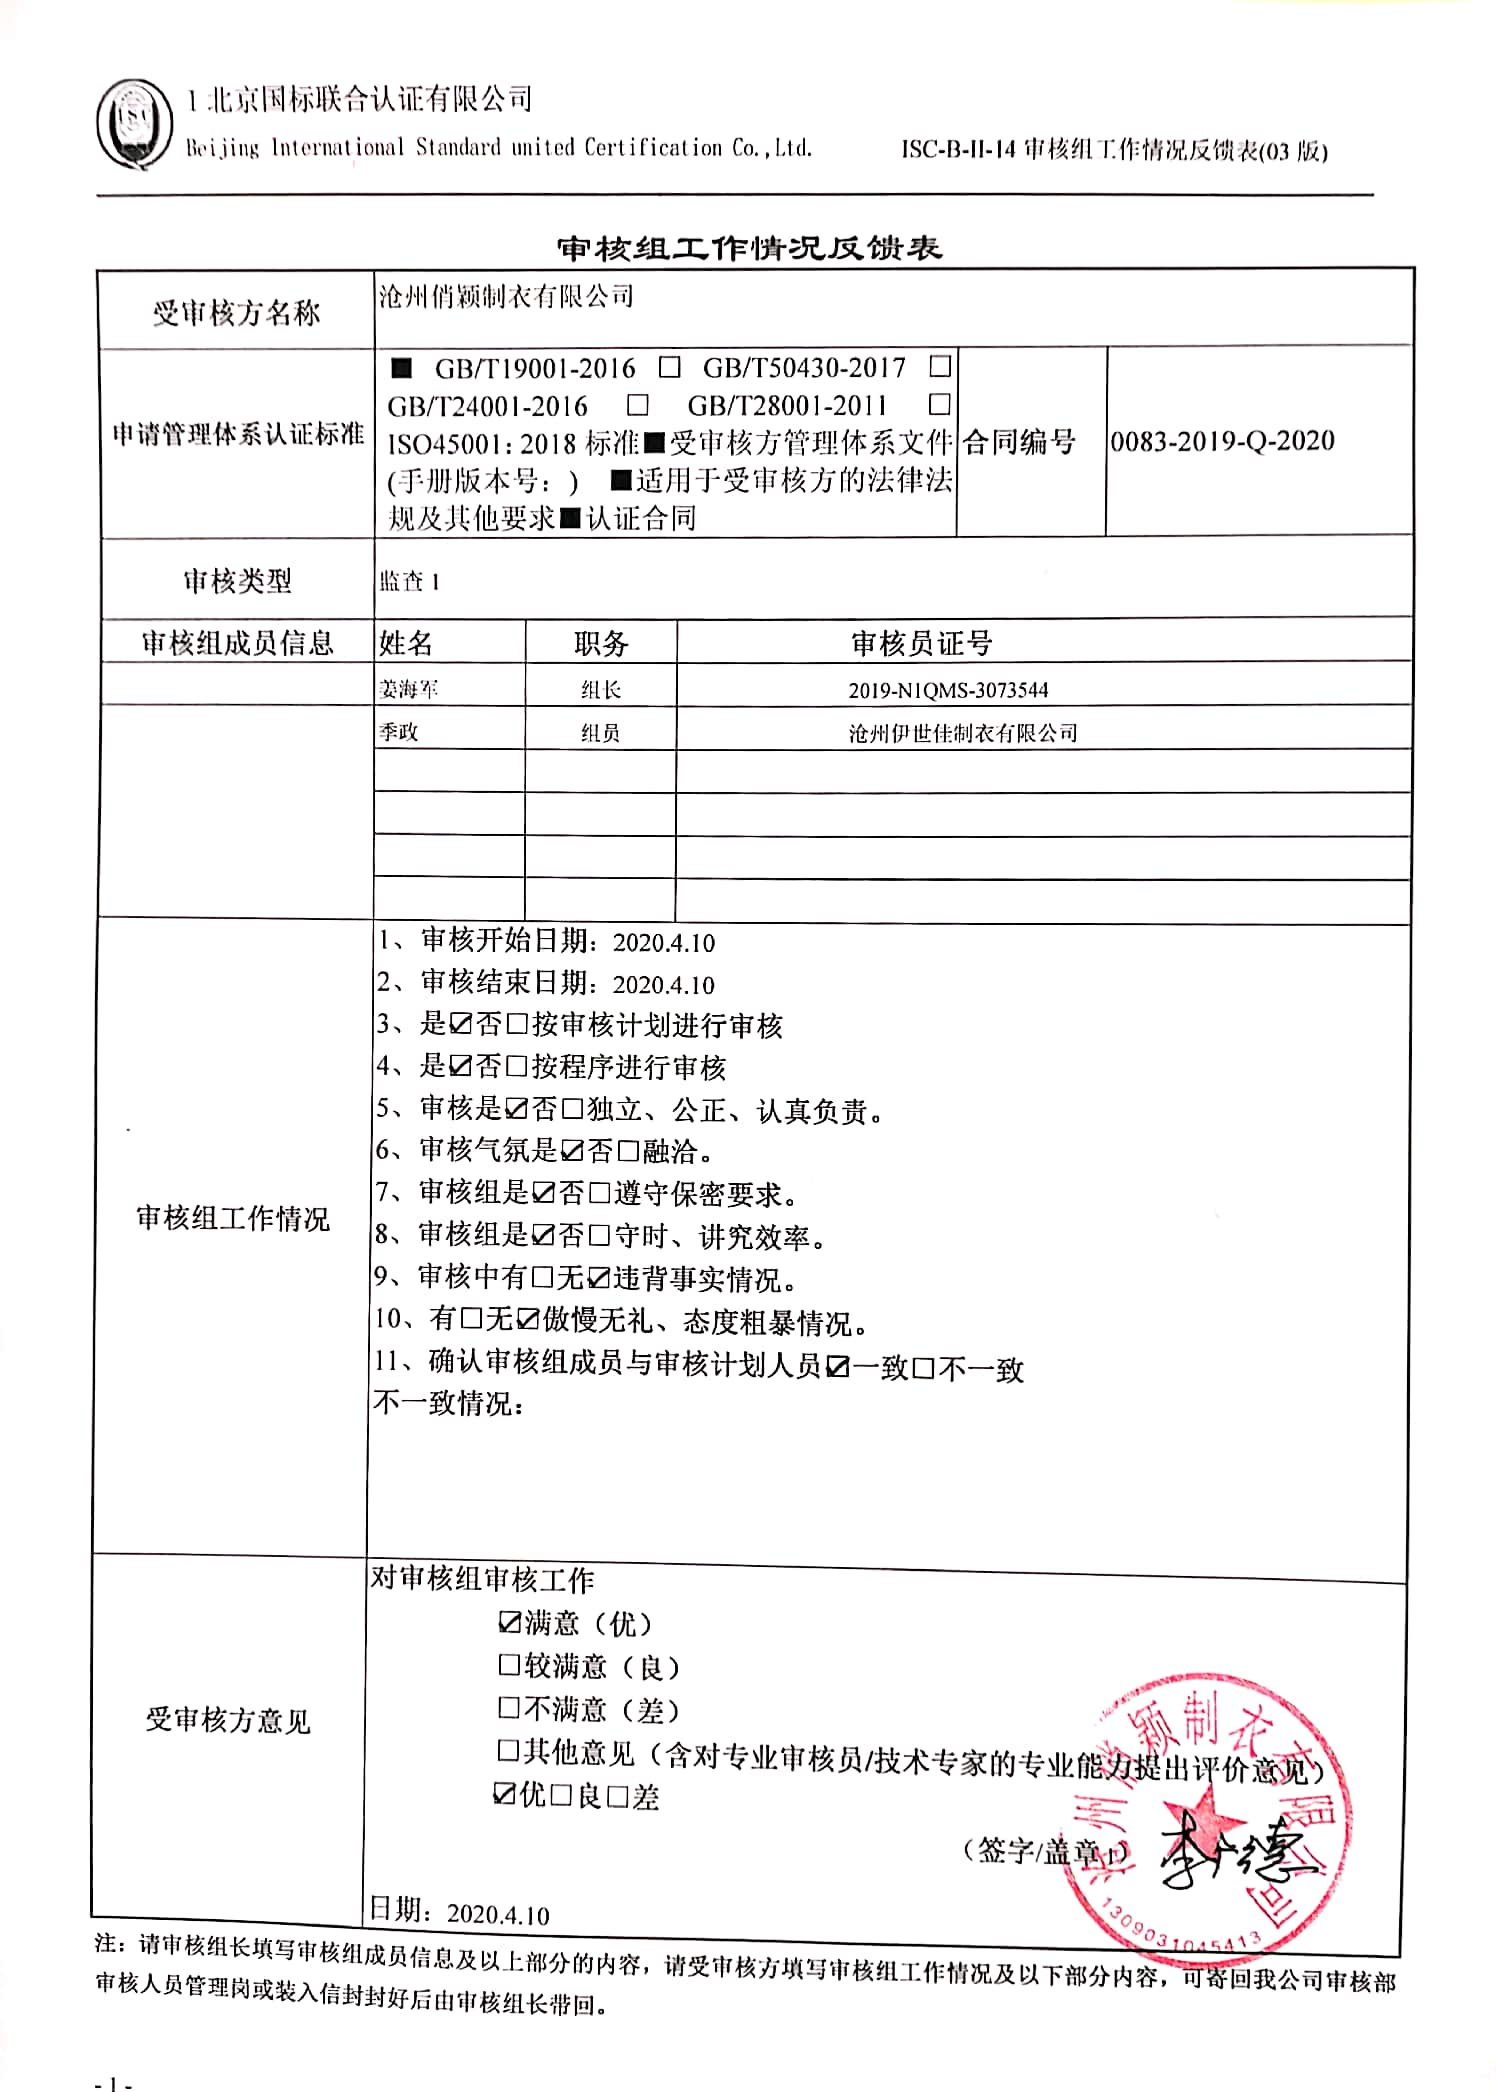 ISC
1 北京国标联合认证有限公司
Beijing International Standard united Certification Co.,Ltd.
ISC-B-II-14 审核组工作情况反馈表(03 版)
审核组工作情况反馈表
受审核方名称
沧州俏颖制衣有限公司
申请管理体系认证标准
■ GB/T19001-2016 □ GB/T50430-2017 □
GB/T24001-2016 □ GB/T28001-2011 □
ISO45001: 2018 标准■受审核方管理体系文件
(手册版本号: ) ■适用于受审核方的法律法
规及其他要求■认证合同
合同编号
0083-2019-Q-2020
审核类型
监查 1
审核组成员信息 姓名 职务 审核员证号
姜海军 组长 2019-N1QMS-3073544
季政 组员 沧州伊世佳制衣有限公司
审核组工作情况
1、审核开始日期: 2020.4.10
2、审核结束日期: 2020.4.10
3、是☑否□按审核计划进行审核
4、是☑否□按程序进行审核
5、审核是☑否□独立、公正、认真负责。
6、审核气氛是☑否□融洽。
7、审核组是☑否□遵守保密要求。
8、审核组是☑否□守时、讲究效率。
9、审核中有□无☑违背事实情况。
10、有□无☑傲慢无礼、态度粗暴情况。
11、确认审核组成员与审核计划人员☑一致□不一致
不一致情况:
受审核方意见
对审核组审核工作
☑满意（优）
□较满意（良）
□不满意（差）
□其他意见（含对专业审核员/技术专家的专业能力提出评价意见）
☑优□良□差
（签字/盖章）
李广德
沧州俏颖制衣有限公司
1309031045413
日期: 2020.4.10
注: 请审核组长填写审核组成员信息及以上部分的内容，请受审核方填写审核组工作情况及以下部分内容，可寄回我公司审核部
审核人员管理岗或装入信封封好后由审核组长带回。
- 1 -